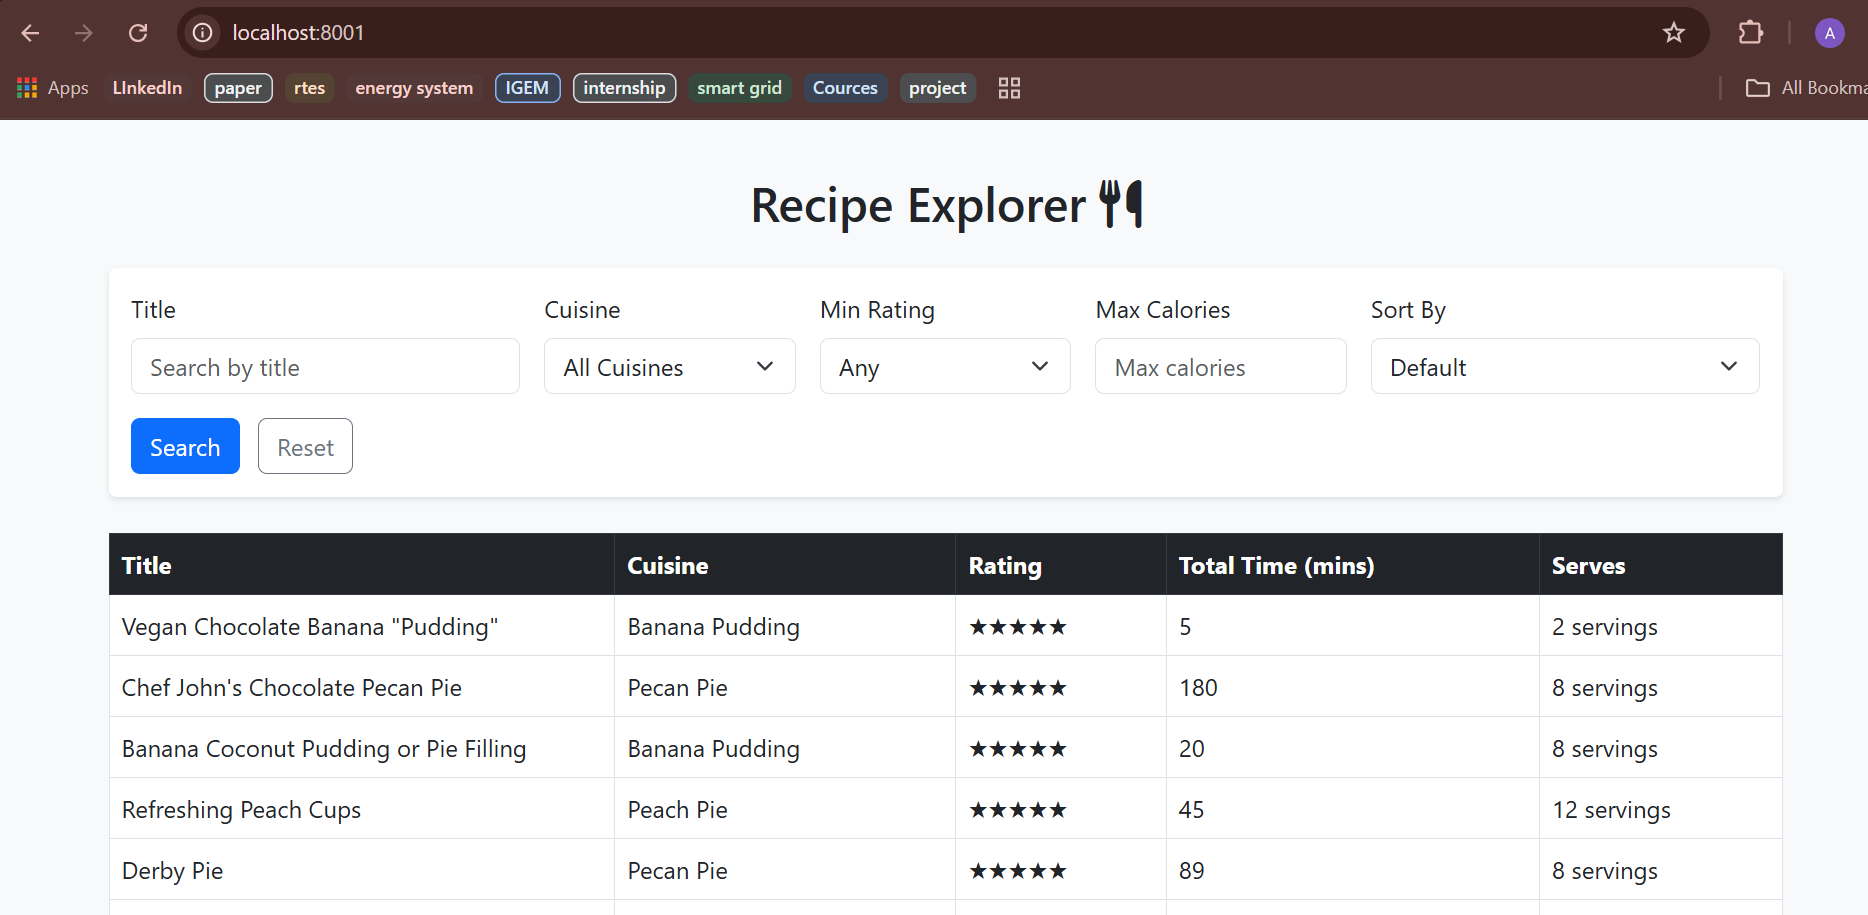 localhost:8001
A
Apps LInkedIn paper rtes energy system IGEM internship smart grid Cources project All Bookma
Recipe Explorer
Title Cuisine Min Rating Max Calories Sort By
Search by title All Cuisines Any Max calories Default
Search Reset
Title Cuisine Rating Total Time (mins) Serves
Vegan Chocolate Banana "Pudding" Banana Pudding ★★★★★ 5 2 servings
Chef John's Chocolate Pecan Pie Pecan Pie ★★★★★ 180 8 servings
Banana Coconut Pudding or Pie Filling Banana Pudding ★★★★★ 20 8 servings
Refreshing Peach Cups Peach Pie ★★★★★ 45 12 servings
Derby Pie Pecan Pie ★★★★★ 89 8 servings